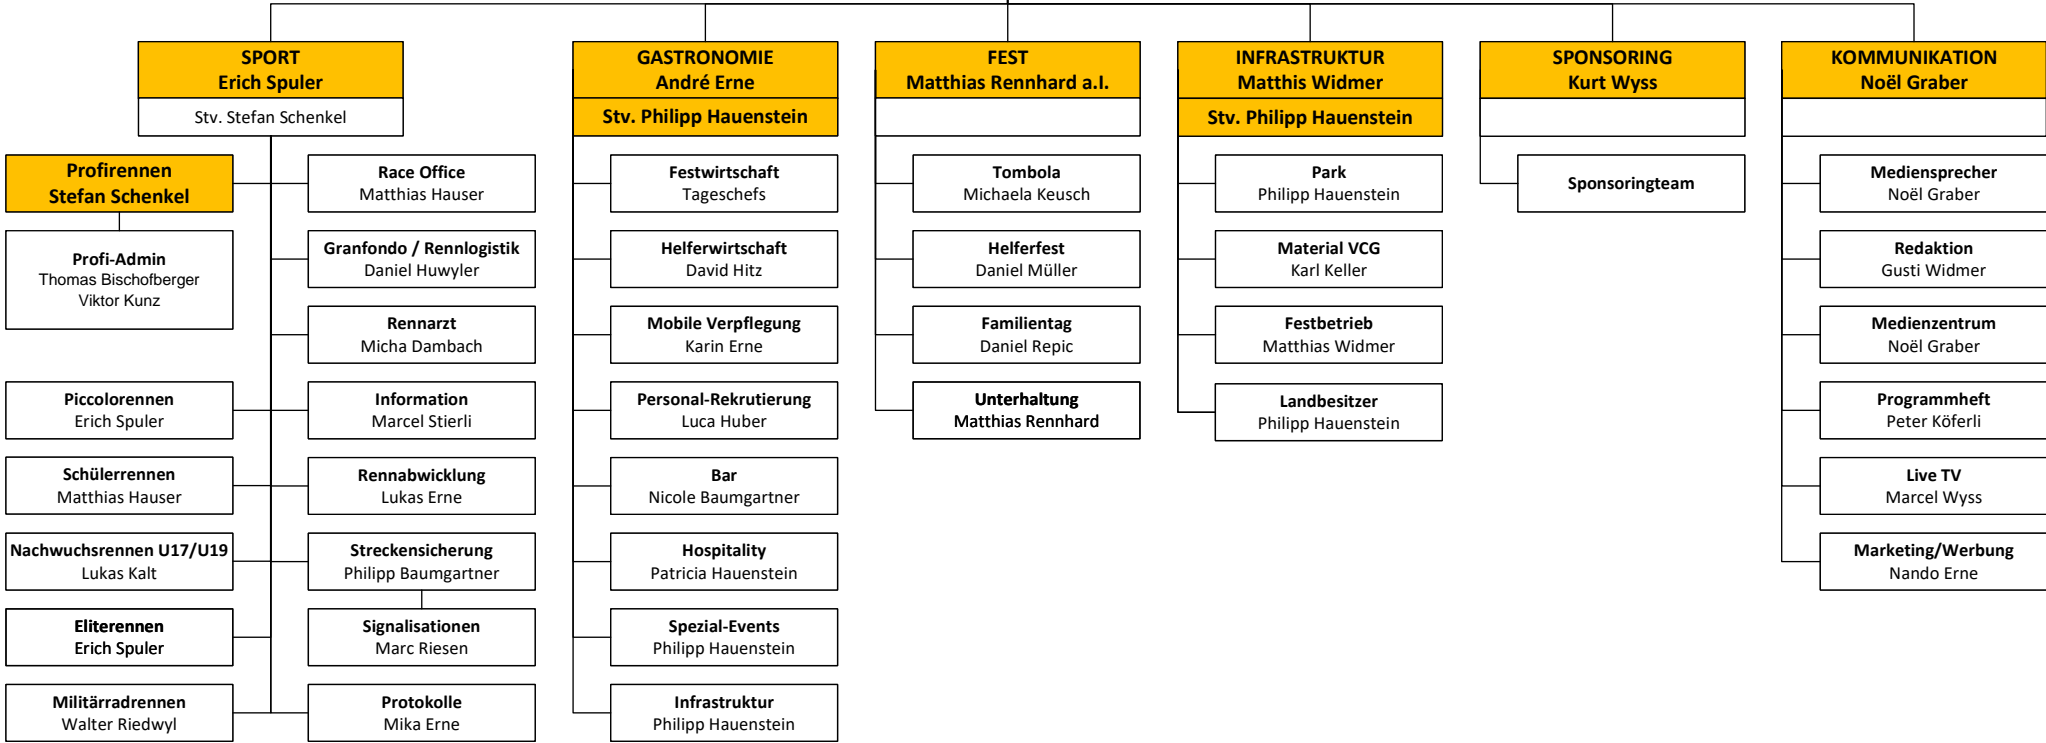 SPORT
Erich Spuler
Stv. Stefan Schenkel
Profirennen
Stefan Schenkel
Profi-Admin
Thomas Bischofberger
Viktor Kunz
Piccolorennen
Erich Spuler
Schülerrennen
Matthias Hauser
Nachwuchsrennen U17/U19
Lukas Kalt
Eliterennen
Erich Spuler
Militärradrennen
Walter Riedwyl
Race Office
Matthias Hauser
Granfondo / Rennlogistik
Daniel Huwyler
Rennarzt
Micha Dambach
Information
Marcel Stierli
Rennabwicklung
Lukas Erne
Streckensicherung
Philipp Baumgartner
Signalisationen
Marc Riesen
Protokolle
Mika Erne
GASTRONOMIE
André Erne
Stv. Philipp Hauenstein
Festwirtschaft
Tageschefs
Helferwirtschaft
David Hitz
Mobile Verpflegung
Karin Erne
Personal-Rekrutierung
Luca Huber
Bar
Nicole Baumgartner
Hospitality
Patricia Hauenstein
Spezial-Events
Philipp Hauenstein
Infrastruktur
Philipp Hauenstein
FEST
Matthias Rennhard a.I.
Tombola
Michaela Keusch
Helferfest
Daniel Müller
Familientag
Daniel Repic
Unterhaltung
Matthias Rennhard
INFRASTRUKTUR
Matthis Widmer
Stv. Philipp Hauenstein
Park
Philipp Hauenstein
Material VCG
Karl Keller
Festbetrieb
Matthias Widmer
Landbesitzer
Philipp Hauenstein
SPONSORING
Kurt Wyss
Sponsoringteam
KOMMUNIKATION
Noël Graber
Mediensprecher
Noël Graber
Redaktion
Gusti Widmer
Medienzentrum
Noël Graber
Programmheft
Peter Köferli
Live TV
Marcel Wyss
Marketing/Werbung
Nando Erne